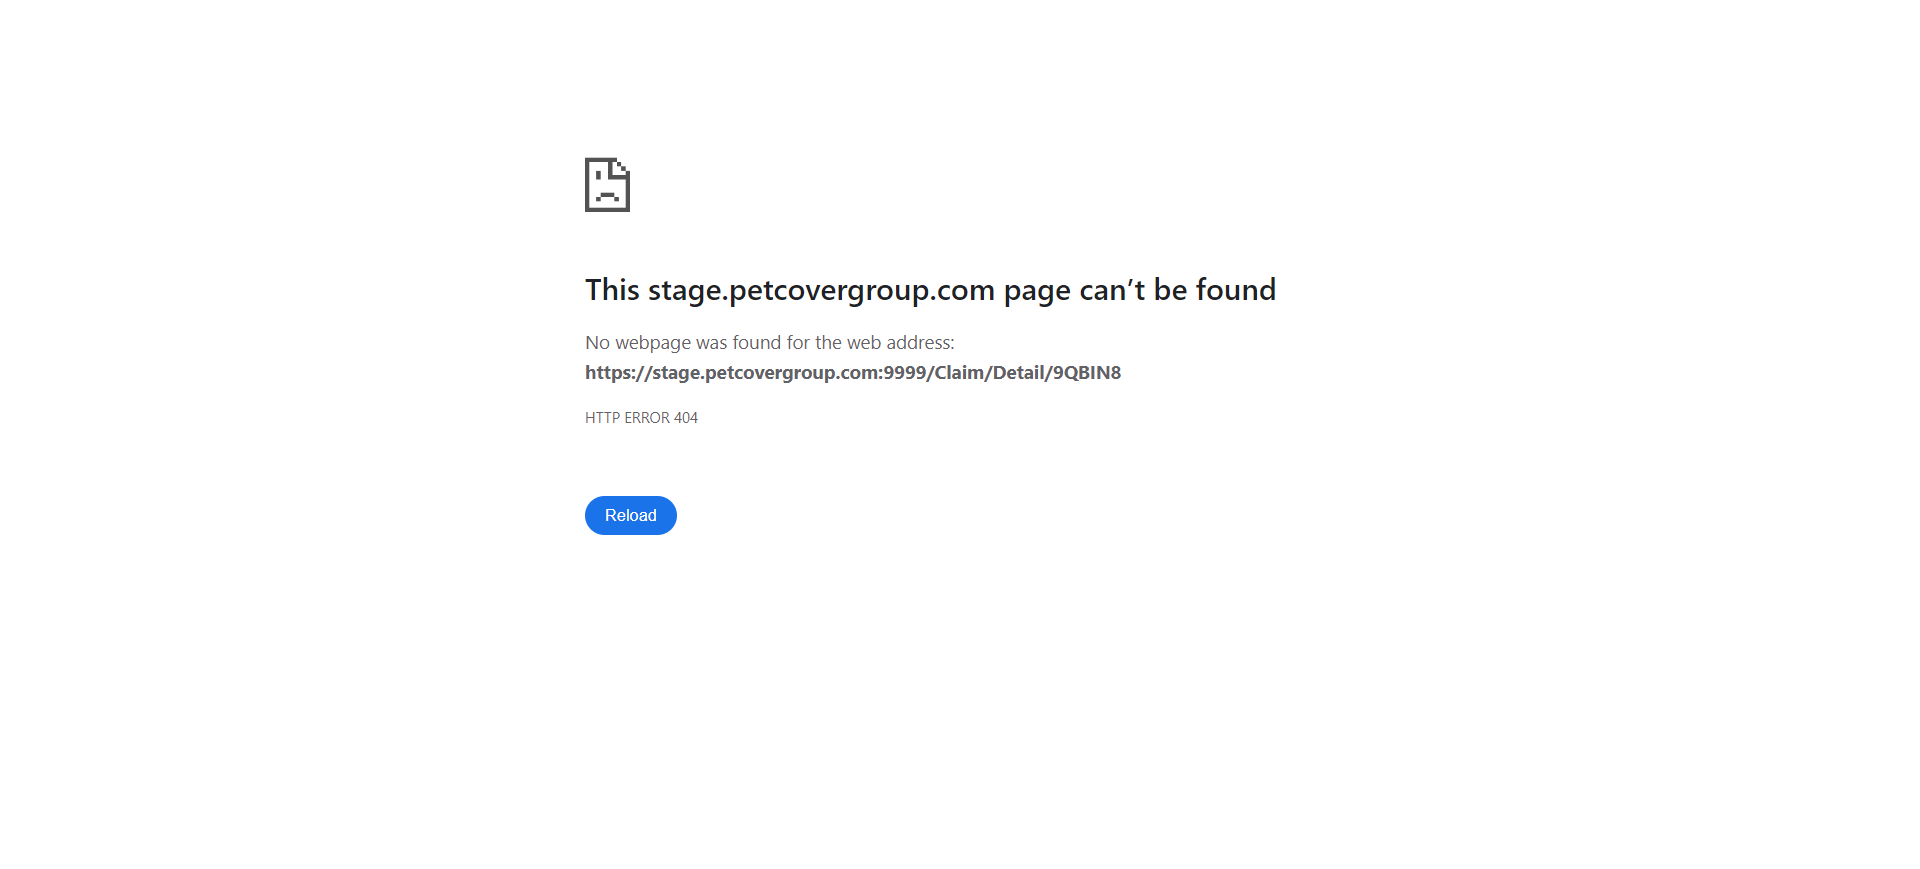 This stage.petcovergroup.com page can’t be found
No webpage was found for the web address:
https://stage.petcovergroup.com:9999/Claim/Detail/9QBIN8
HTTP ERROR 404
Reload